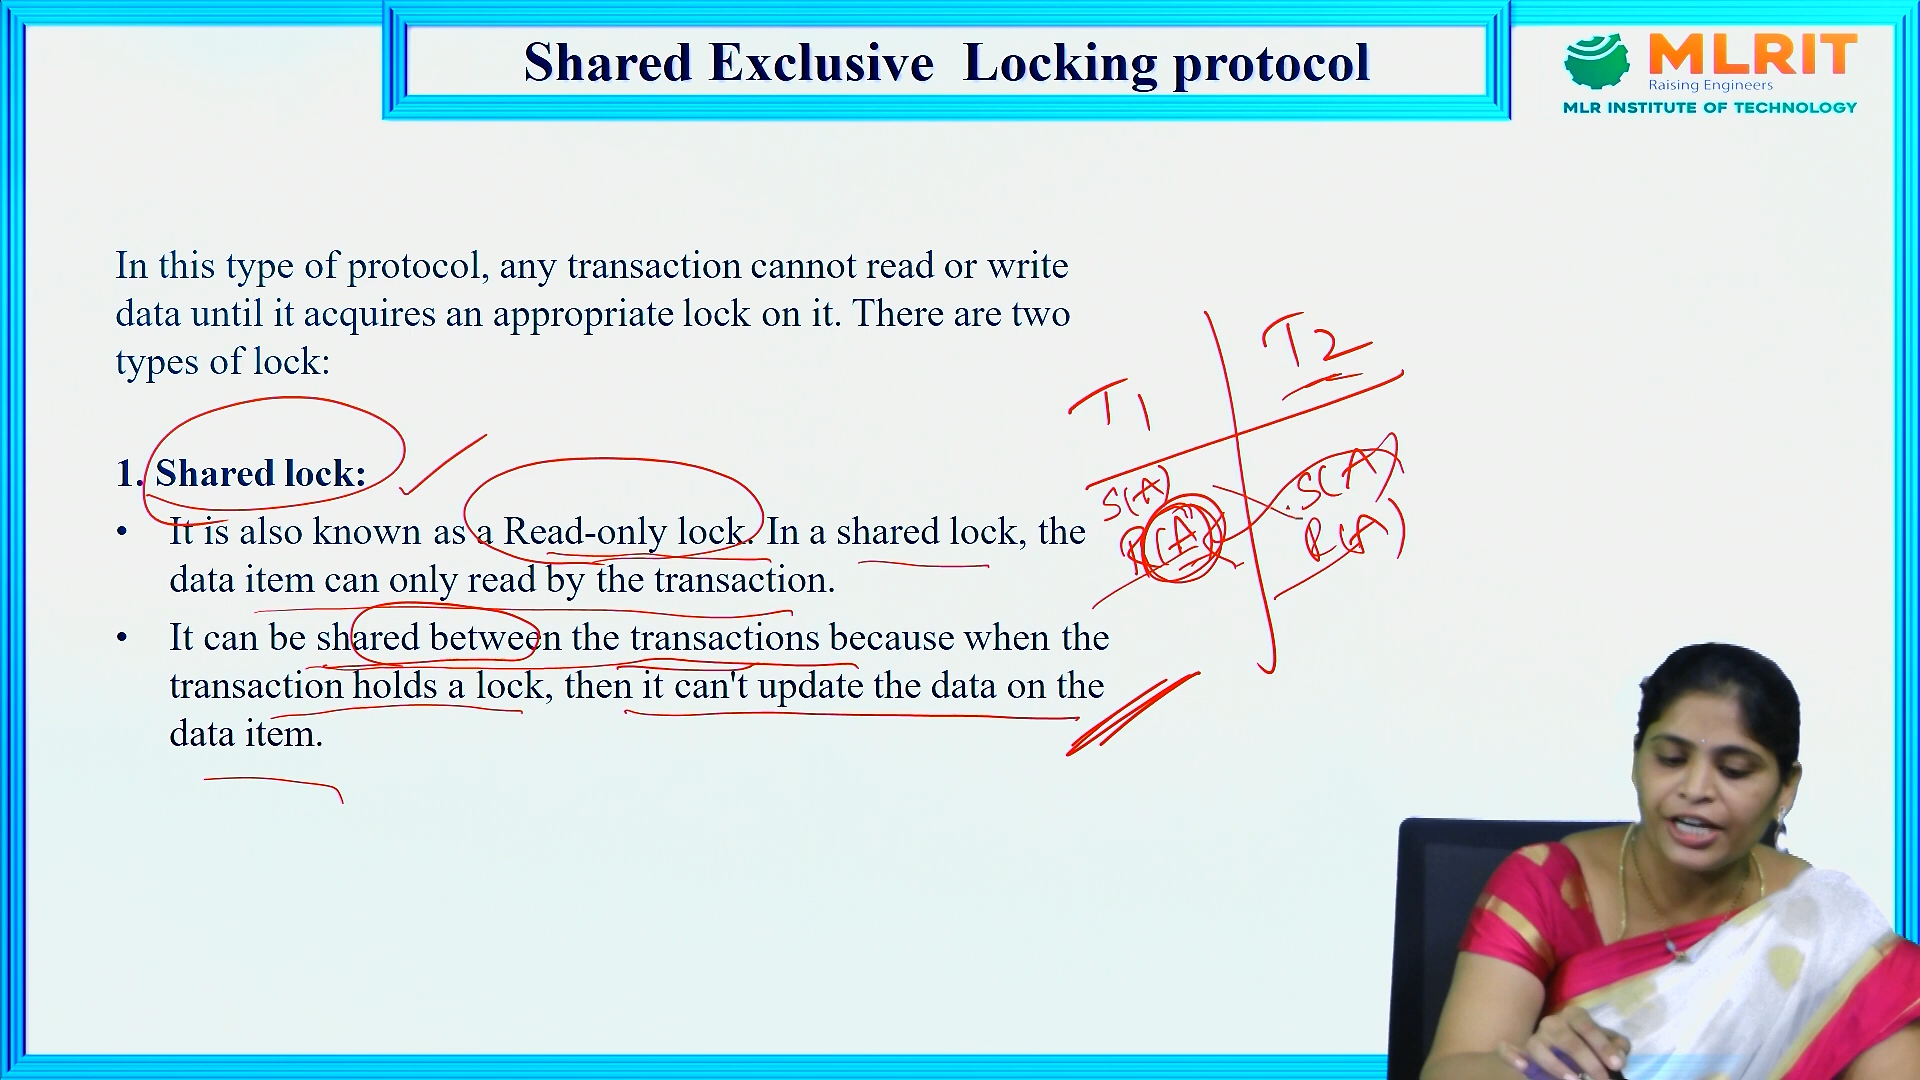 Shared Exclusive Locking protocol
MLRIT
Raising Engineers
MLR INSTITUTE OF TECHNOLOGY
In this type of protocol, any transaction cannot read or write
data until it acquires an appropriate lock on it. There are two
types of lock:
1. Shared lock:
• It is also known as a Read-only lock. In a shared lock, the
data item can only read by the transaction.
• It can be shared between the transactions because when the
transaction holds a lock, then it can't update the data on the
data item.
T1 T2
S(A) S(A)
R(A) R(A)